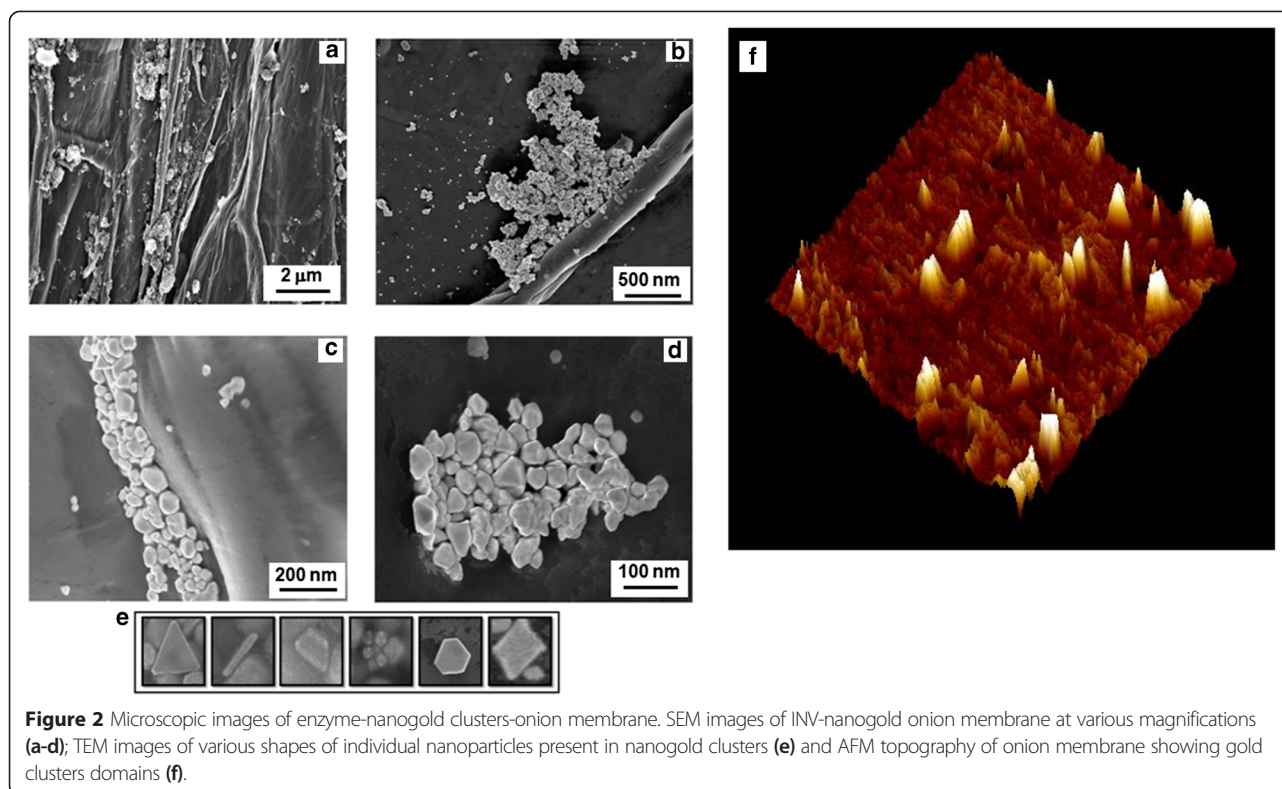 a
b
2 μm
500 nm
c
d
200 nm
100 nm
e
f
Figure 2 Microscopic images of enzyme-nanogold clusters-onion membrane. SEM images of INV-nanogold onion membrane at various magnifications
(a-d); TEM images of various shapes of individual nanoparticles present in nanogold clusters (e) and AFM topography of onion membrane showing gold
clusters domains (f).